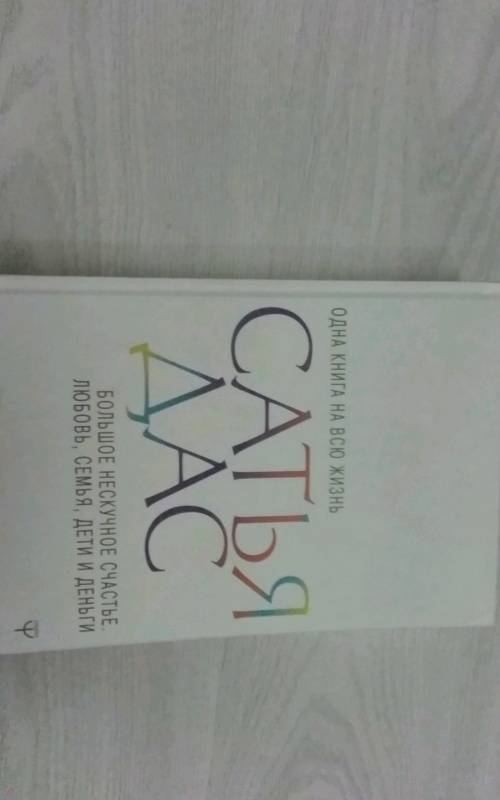 ОДНА КНИГА НА ВСЮ ЖИЗНЬ
САТЬЯ
ДАС
БОЛЬШОЕ НЕСКУЧНОЕ СЧАСТЬЕ.
ЛЮБОВЬ, СЕМЬЯ, ДЕТИ И ДЕНЬГИ